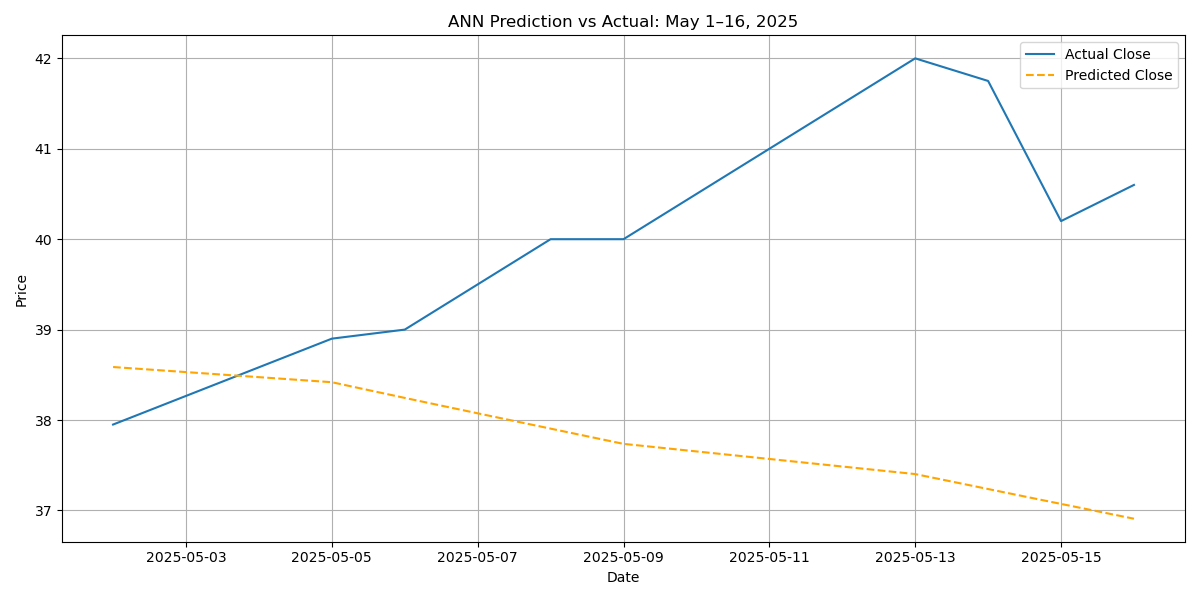 ANN Prediction vs Actual: May 1–16, 2025
Actual Close
Predicted Close
42
41
40
39
38
37
Price
2025-05-03
2025-05-05
2025-05-07
2025-05-09
2025-05-11
2025-05-13
2025-05-15
Date